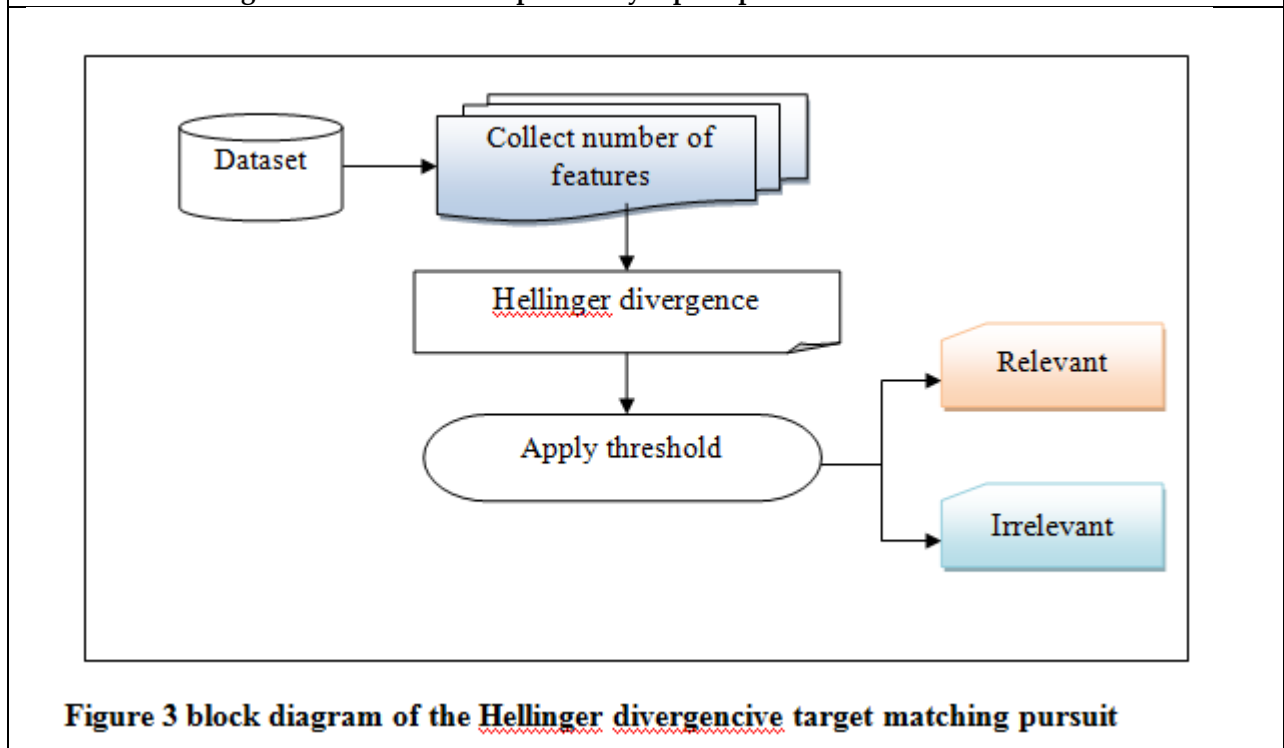 Dataset
Collect number of
features
Hellinger divergence
Apply threshold
Relevant
Irrelevant
Figure 3 block diagram of the Hellinger divergencive target matching pursuit